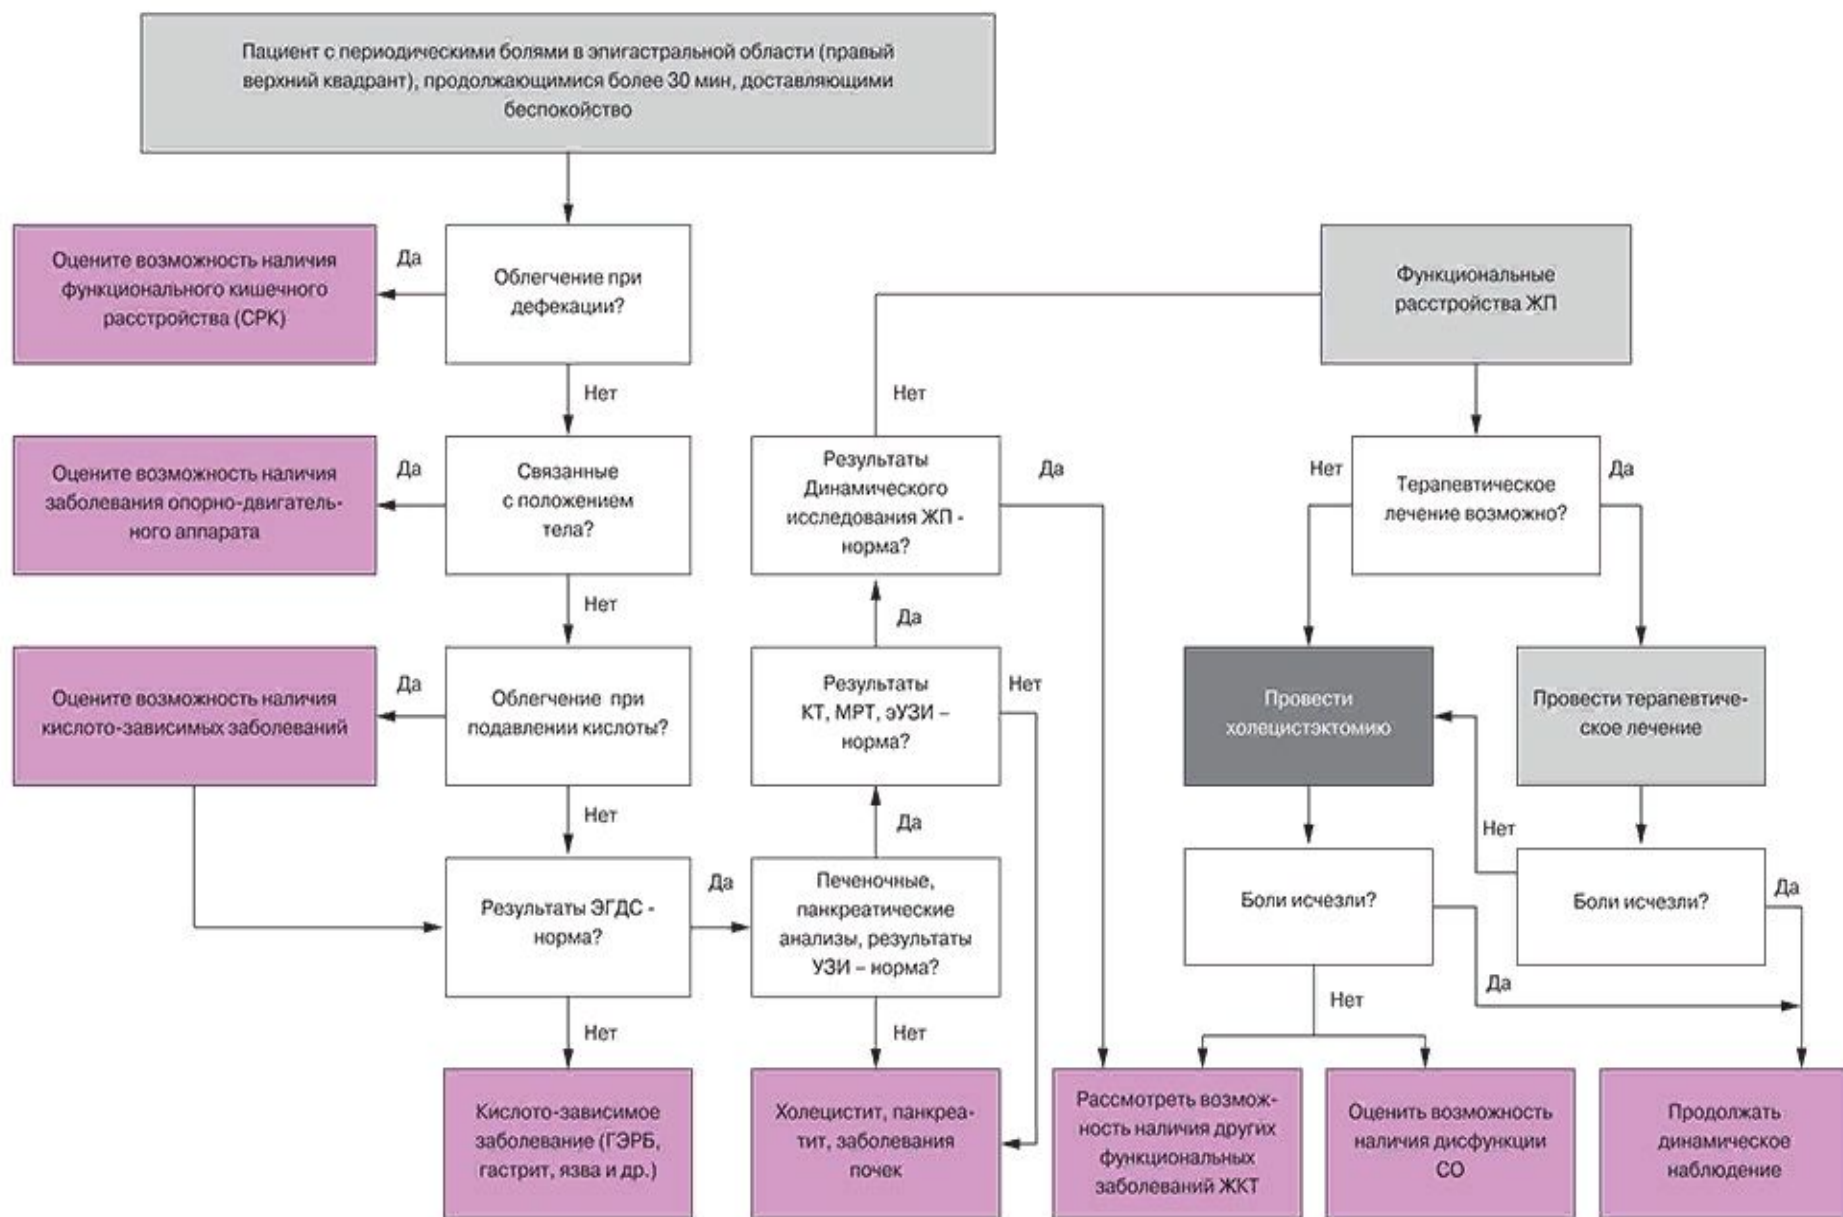 Пациент с периодическими болями в эпигастральной области (правый
верхний квадрант), продолжающимися более 30 мин, доставляющими
беспокойство
Оцените возможность наличия
функционального кишечного
расстройства (СРК)
Да
Облегчение при
дефекации?
Нет
Оцените возможность наличия
заболевания опорно-двигатель-
ного аппарата
Да
Связанные
с положением
тела?
Нет
Оцените возможность наличия
кислото-зависимых заболеваний
Да
Облегчение при
подавлении кислоты?
Нет
Результаты ЭГДС -
норма?
Да
Нет
Кислото-зависимое
заболевание (ГЭРБ,
гастрит, язва и др.)
Печеночные,
панкреатические
анализы, результаты
УЗИ – норма?
Да
Нет
Холецистит, панкреа-
тит, заболевания
почек
Результаты
КТ, МРТ, эУЗИ –
норма?
Нет
Да
Результаты
Динамического
исследования ЖП -
норма?
Да
Нет
Функциональные
расстройства ЖП
Терапевтическое
лечение возможно?
Нет
Да
Провести
холецистэктомию
Провести терапевтиче-
ское лечение
Боли исчезли?
Нет
Да
Боли исчезли?
Нет
Да
Рассмотреть возмож-
ность наличия других
функциональных
заболеваний ЖКТ
Оценить возможность
наличия дисфункции
СО
Продолжать
динамическое
наблюдение